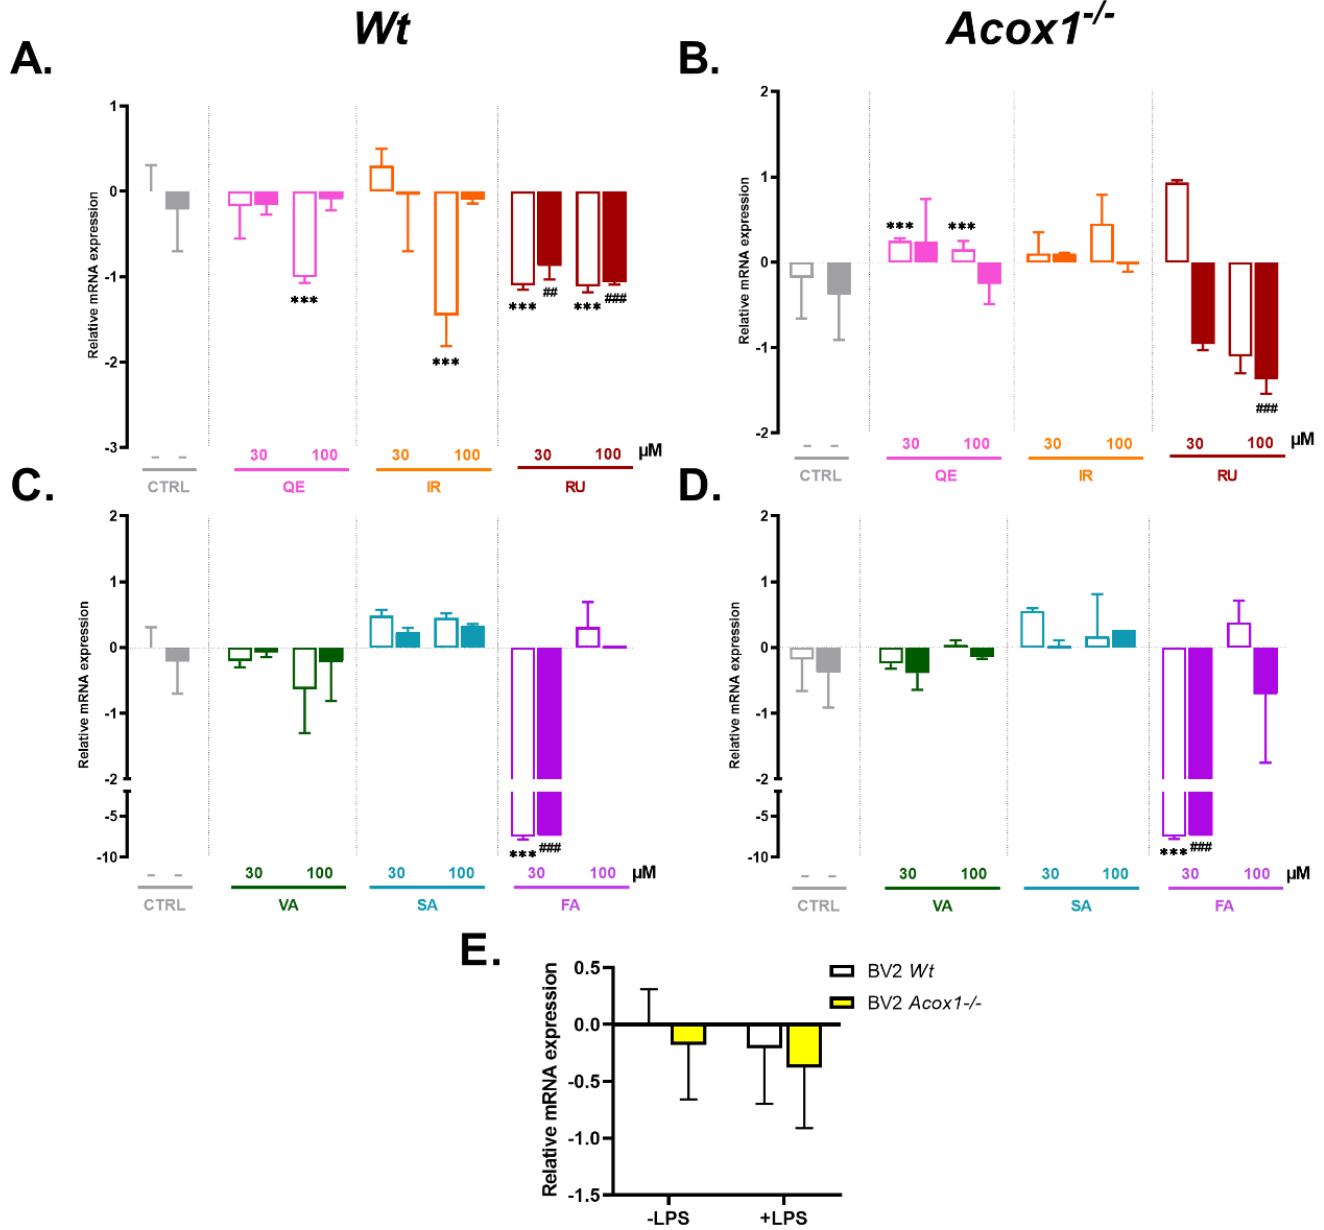 Wt
Acox1-/-
A.
Relative mRNA expression
1
0
-1
-2
-3
***
***
***
##
***
###
– –
30
100
30
100
30
100
µM
CTRL
QE
IR
RU
B.
Relative mRNA expression
2
1
0
-1
-2
***
***
###
– –
30
100
30
100
30
100
µM
CTRL
QE
IR
RU
C.
Relative mRNA expression
2
1
0
-1
-2
-5
-10
***
###
– –
30
100
30
100
30
100
µM
CTRL
VA
SA
FA
D.
Relative mRNA expression
2
1
0
-1
-2
-5
-10
***
###
– –
30
100
30
100
30
100
µM
CTRL
VA
SA
FA
E.
Relative mRNA expression
0.5
0.0
-0.5
-1.0
-1.5
-LPS
+LPS
BV2 Wt
BV2 Acox1-/-